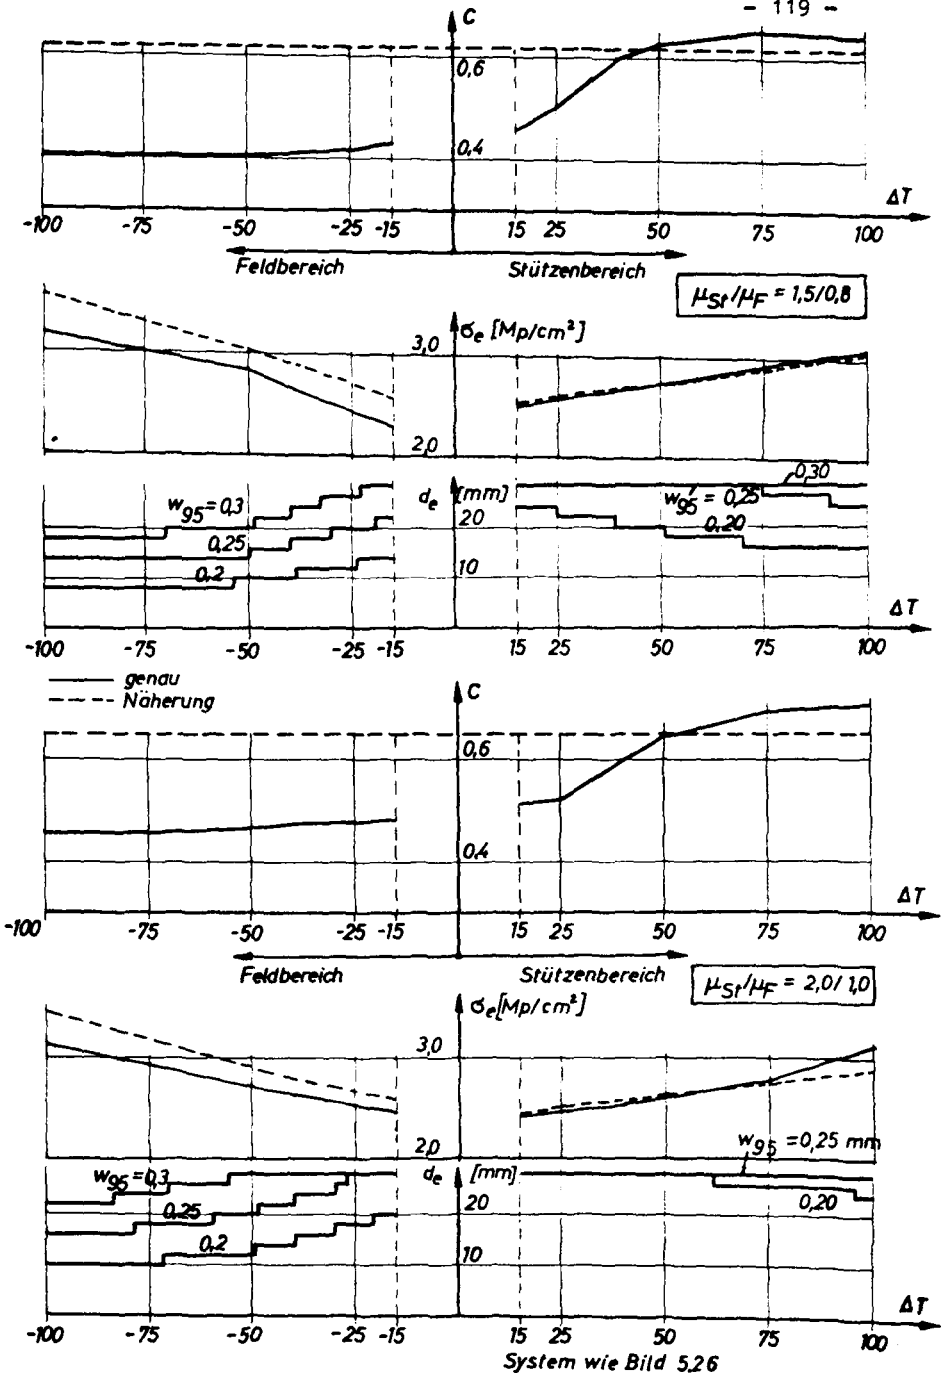 - 119 -
C
0,6
0,4
ΔT
-100 -75 -50 -25 -15 15 25 50 75 100
Feldbereich Stützenbereich
μSt/μF = 1,5/0,8
σe [Mp/cm²]
3,0
2,0
0,30
w95=0,3 de [mm] w95' = 0,25
20 0,20
0,25
0,2 10
ΔT
-100 -75 -50 -25 -15 15 25 50 75 100
genau
Näherung
C
0,6
0,4
ΔT
-100 -75 -50 -25 -15 15 25 50 75 100
Feldbereich Stützenbereich
μSt/μF = 2,0/1,0
σe[Mp/cm²]
3,0
2,0 w95 = 0,25 mm
w95=0,3 de [mm]
0,25 20 0,20
0,2
10
ΔT
-100 -75 -50 -25 -15 15 25 50 75 100
System wie Bild 5,26